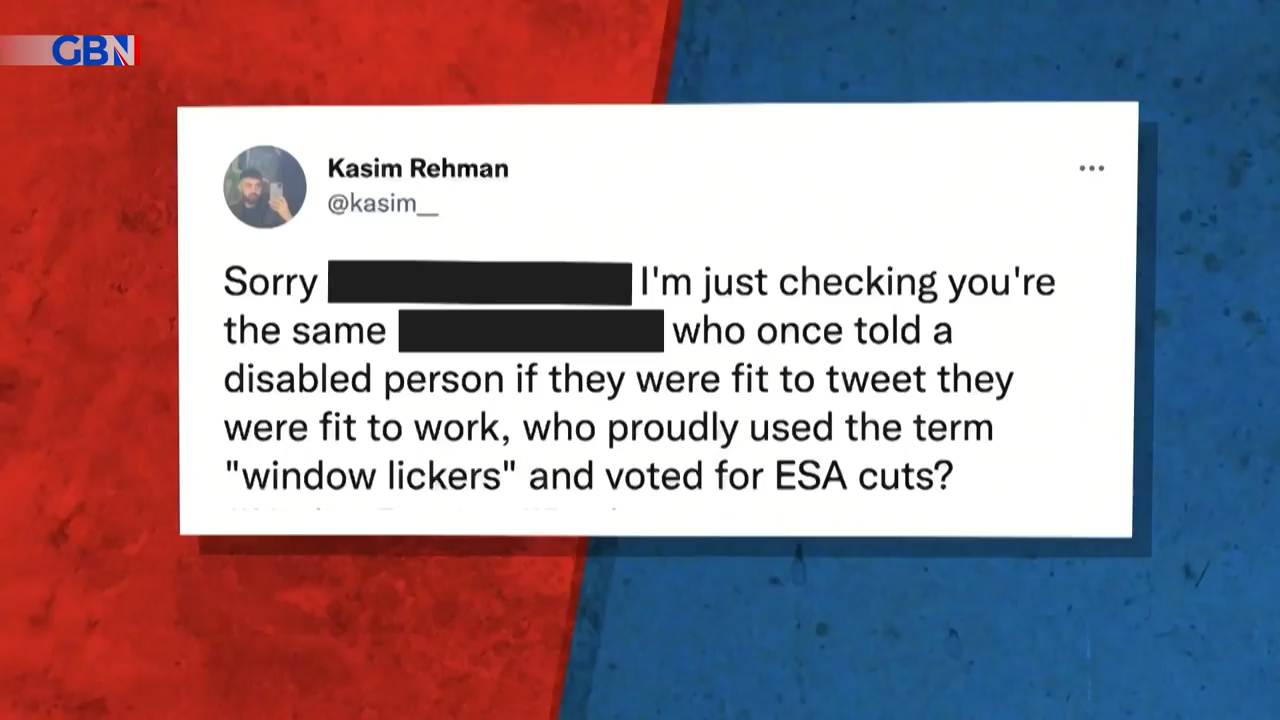 GBN
Kasim Rehman
@kasim__
Sorry I'm just checking you're
the same who once told a
disabled person if they were fit to tweet they
were fit to work, who proudly used the term
"window lickers" and voted for ESA cuts?